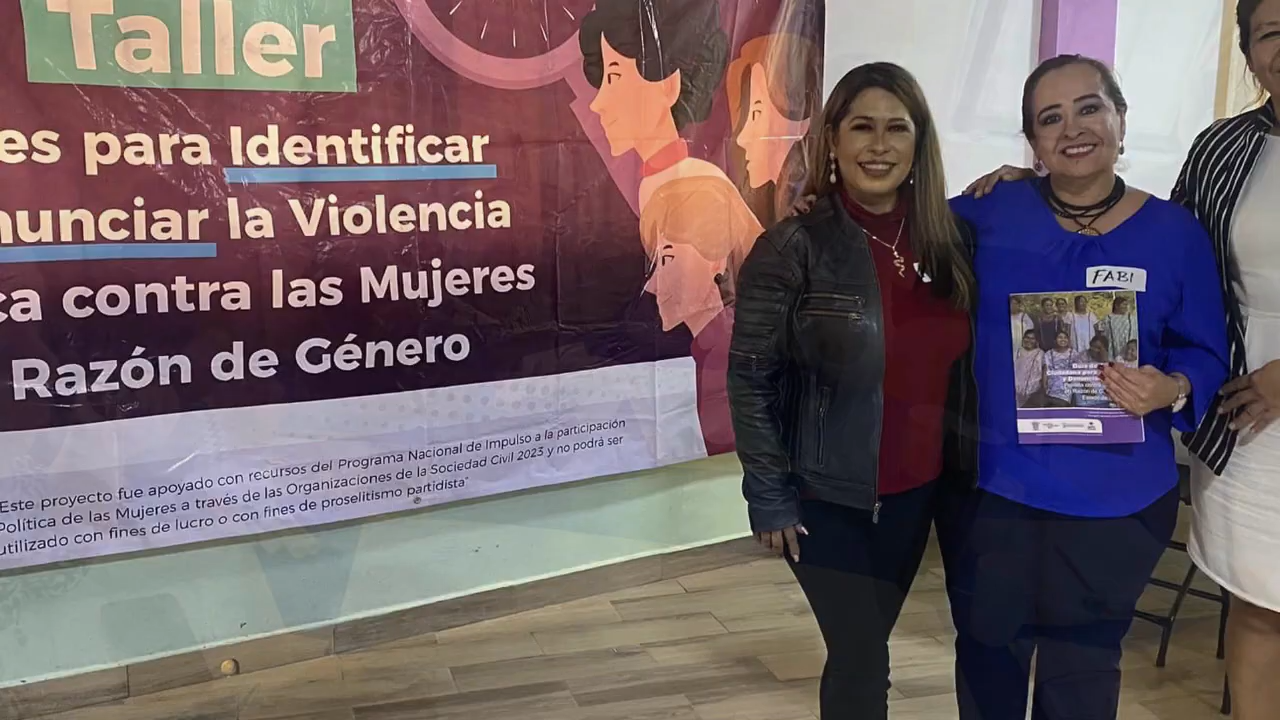 Taller
es para Identificar
nunciar la Violencia
ca contra las Mujeres
Razón de Género
Este proyecto fue apoyado con recursos del Programa Nacional de Impulso a la participación
Política de las Mujeres a través de las Organizaciones de la Sociedad Civil 2023 y no podrá ser
utilizado con fines de lucro o con fines de proselitismo partidista"
FABI
Ciudadana para